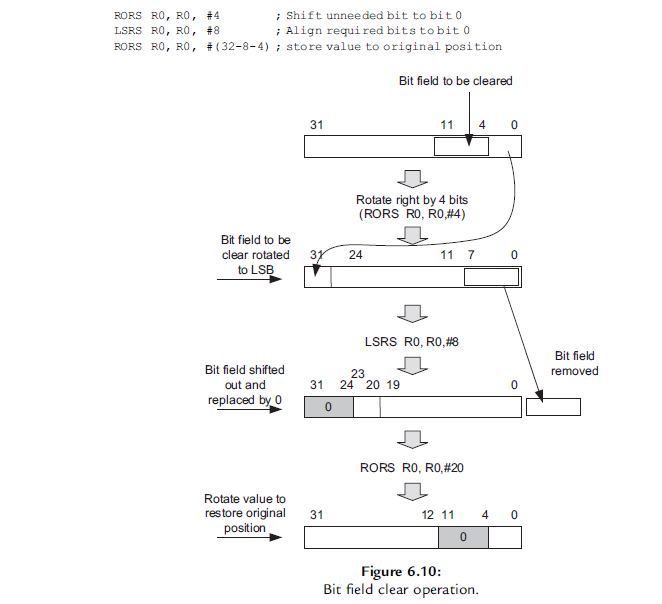 RORS R0, R0, #4 ; Shift unneeded bit to bit 0
LSRS R0, R0, #8 ; Align required bits to bit 0
RORS R0, R0, #(32-8-4) ; store value to original position
Bit field to be cleared
31 11 4 0
Rotate right by 4 bits
(RORS R0, R0,#4)
Bit field to be
clear rotated
to LSB
31 24 11 7 0
LSRS R0, R0,#8
Bit field
removed
Bit field shifted
out and
replaced by 0
23
31 24 20 19 0
0
RORS R0, R0,#20
Rotate value to
restore original
position
31 12 11 4 0
0
Figure 6.10:
Bit field clear operation.